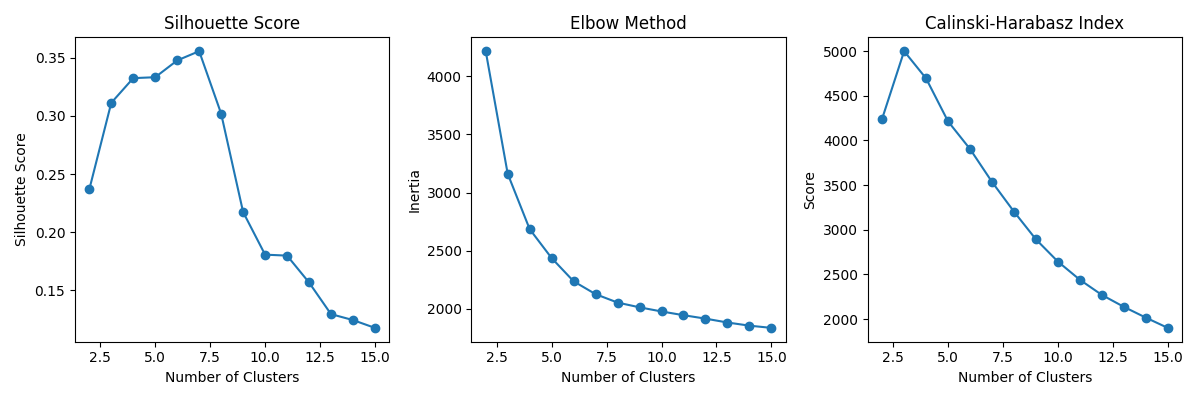 Silhouette Score
Silhouette Score
0.35
0.30
0.25
0.20
0.15
2.5 5.0 7.5 10.0 12.5 15.0
Number of Clusters
Elbow Method
Inertia
4000
3500
3000
2500
2000
2.5 5.0 7.5 10.0 12.5 15.0
Number of Clusters
Calinski-Harabasz Index
Score
5000
4500
4000
3500
3000
2500
2000
2.5 5.0 7.5 10.0 12.5 15.0
Number of Clusters